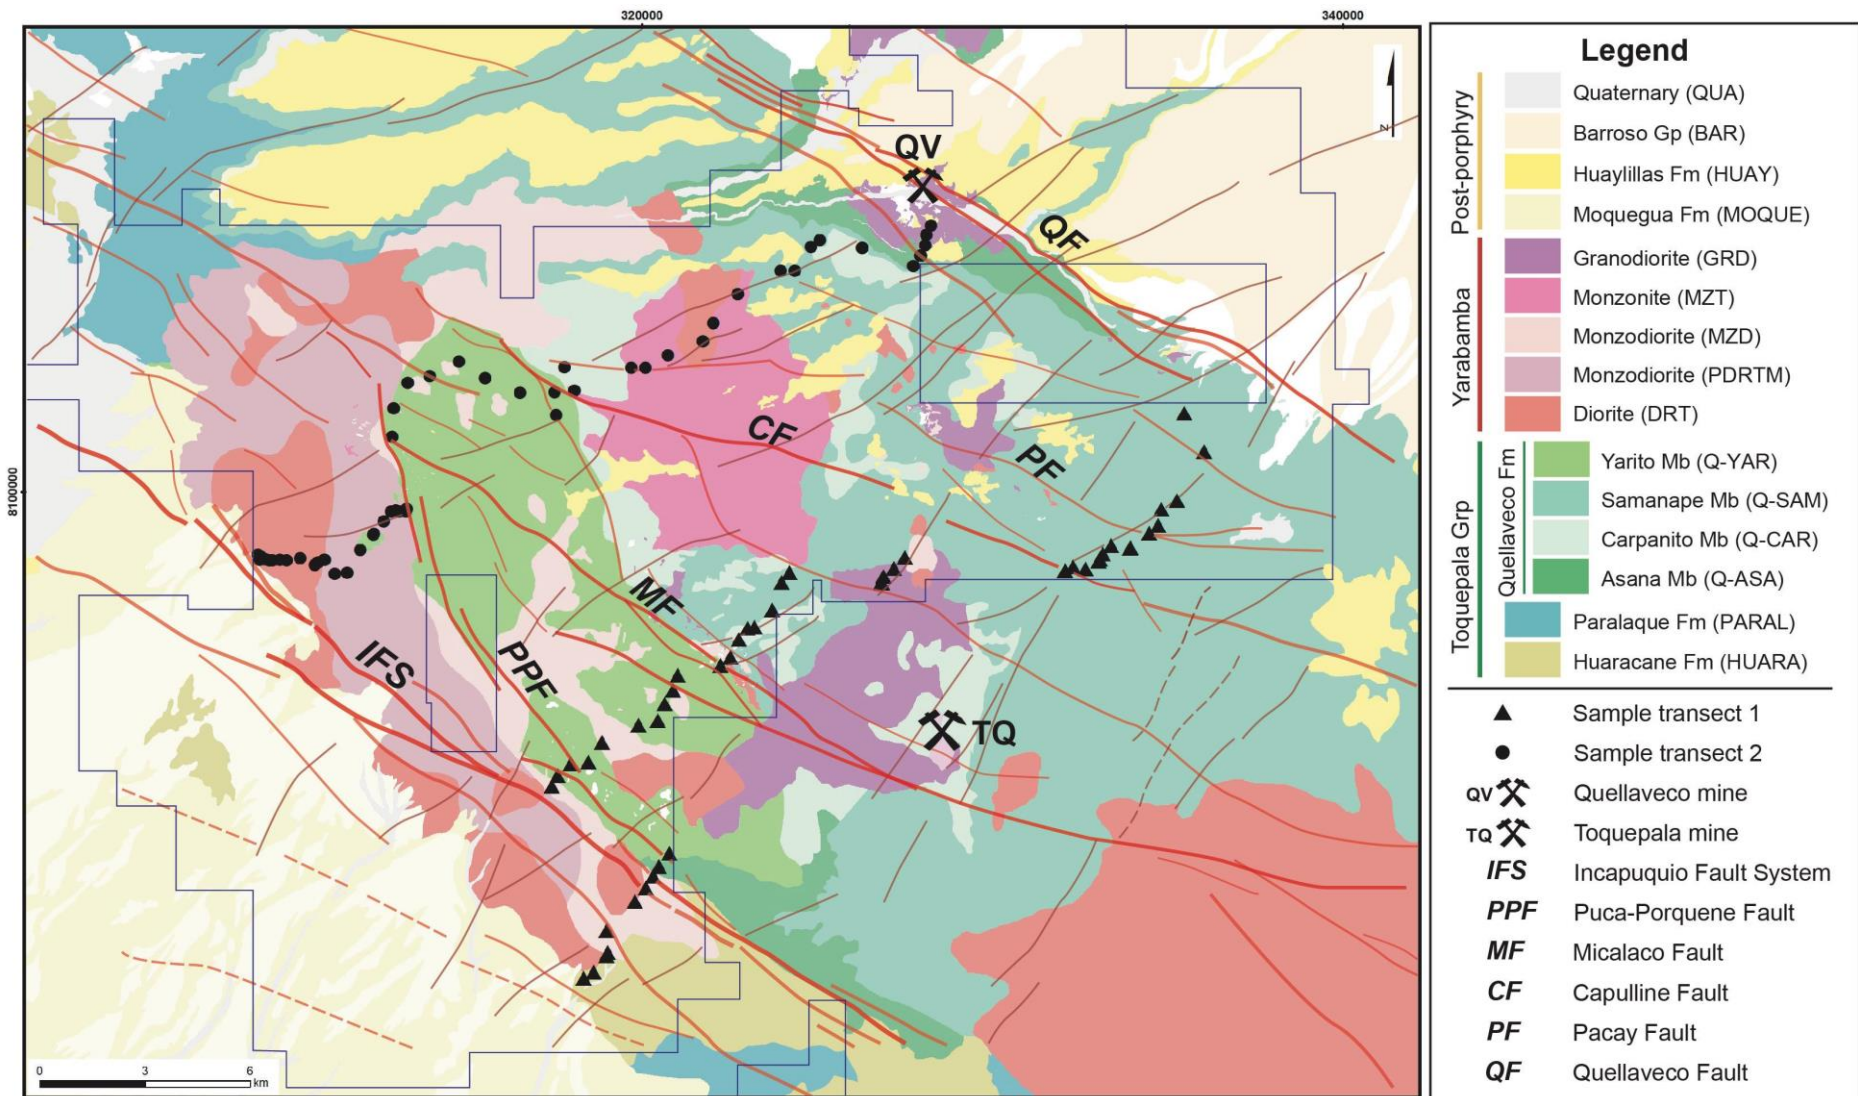 320000
340000
8100000
N
QV
QF
CF
PF
MF
IFS
PPF
TQ
0 3 6
km
Legend
Post-porphyry
Quaternary (QUA)
Barroso Gp (BAR)
Huaylillas Fm (HUAY)
Moquegua Fm (MOQUE)
Yarabamba
Granodiorite (GRD)
Monzonite (MZT)
Monzodiorite (MZD)
Monzodiorite (PDRTM)
Diorite (DRT)
Toquepala Grp
Quellaveco Fm
Yarito Mb (Q-YAR)
Samanape Mb (Q-SAM)
Carpanito Mb (Q-CAR)
Asana Mb (Q-ASA)
Paralaque Fm (PARAL)
Huaracane Fm (HUARA)
Sample transect 1
Sample transect 2
QV Quellaveco mine
TQ Toquepala mine
IFS Incapuquio Fault System
PPF Puca-Porquene Fault
MF Micalaco Fault
CF Capulline Fault
PF Pacay Fault
QF Quellaveco Fault